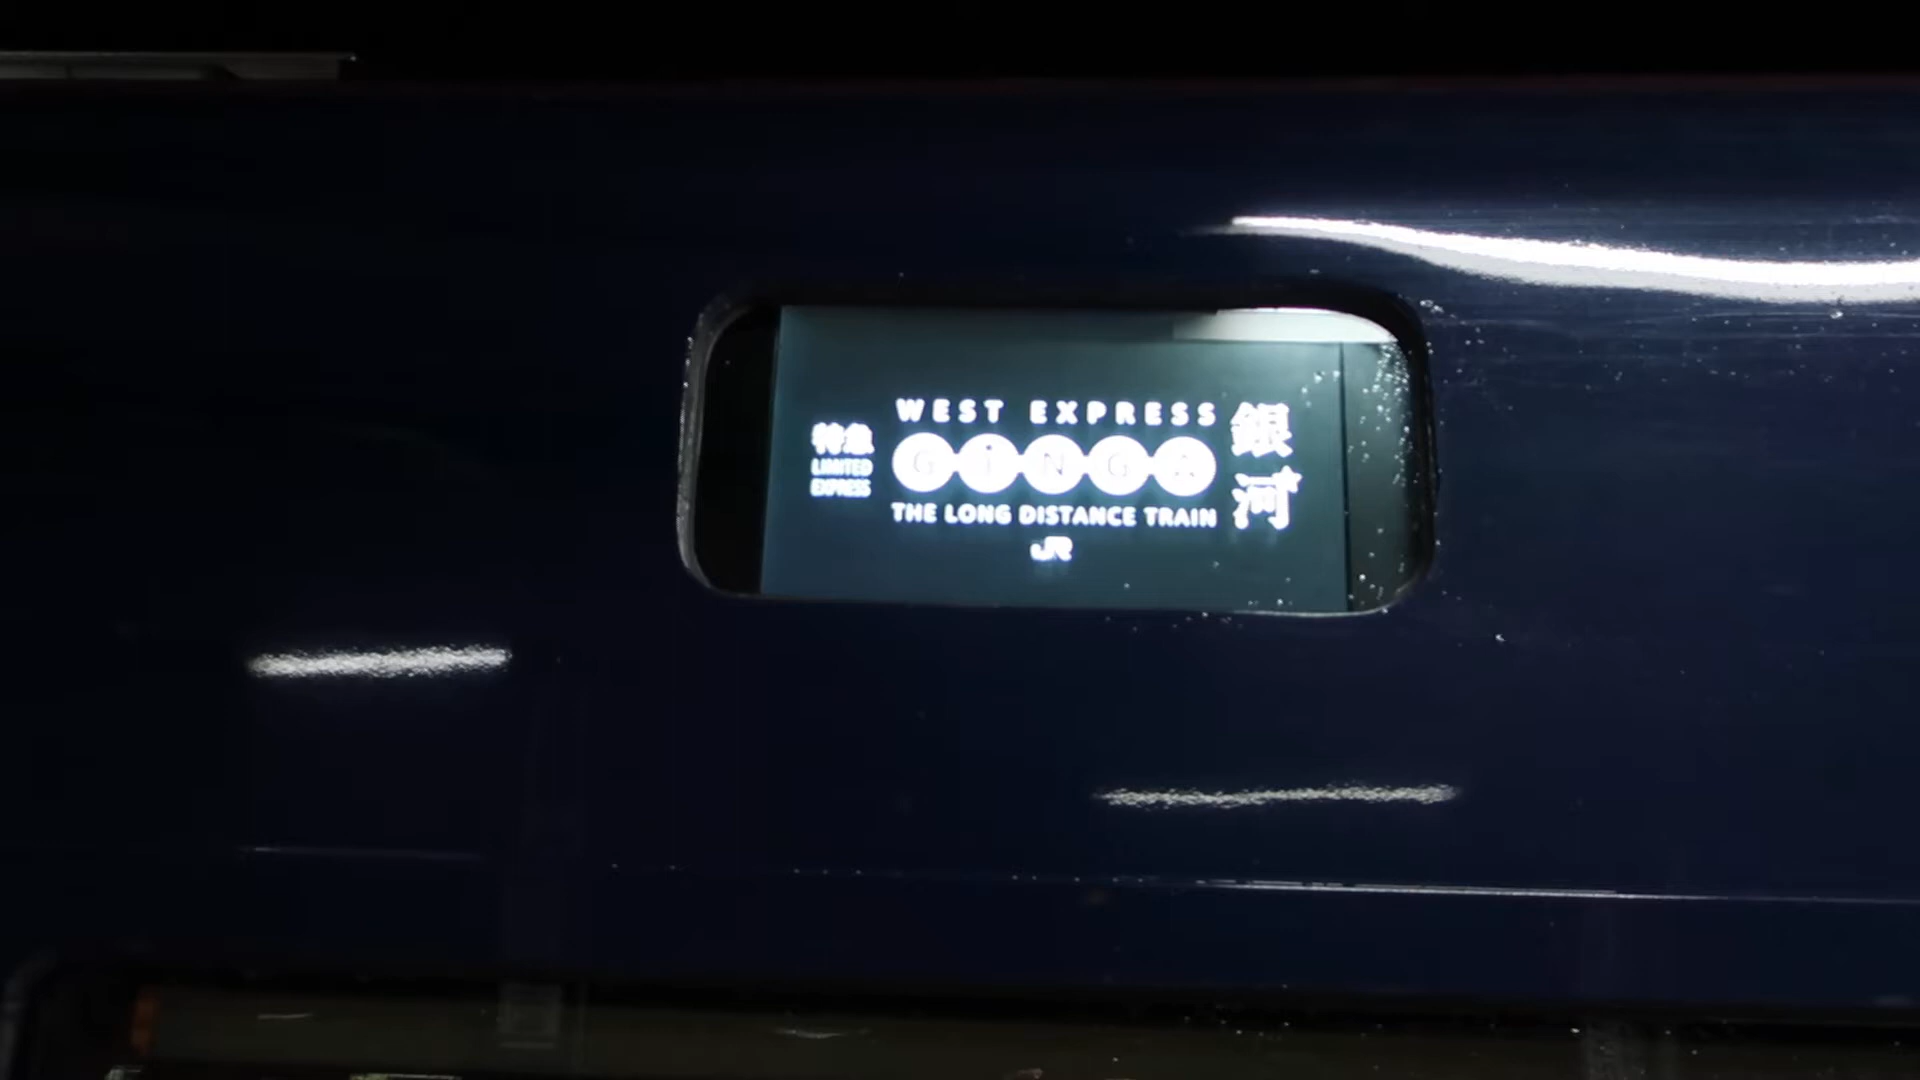 特急
LIMITED
EXPRESS
WEST EXPRESS
GiNGA
THE LONG DISTANCE TRAIN
JR
銀河